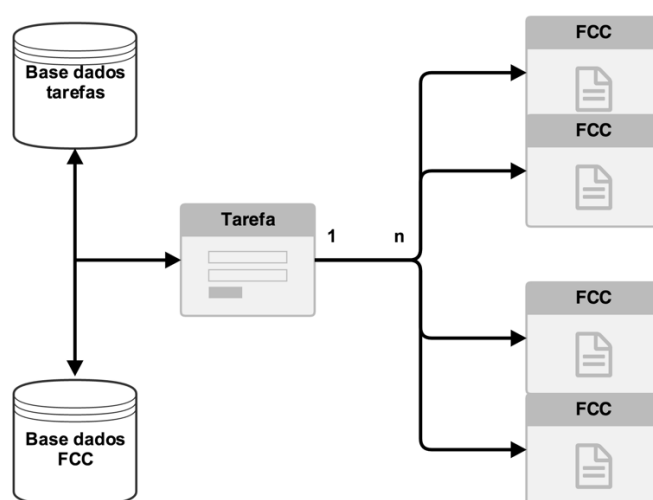 Base dados
tarefas
FCC
FCC
Tarefa
1
n
FCC
FCC
Base dados
FCC